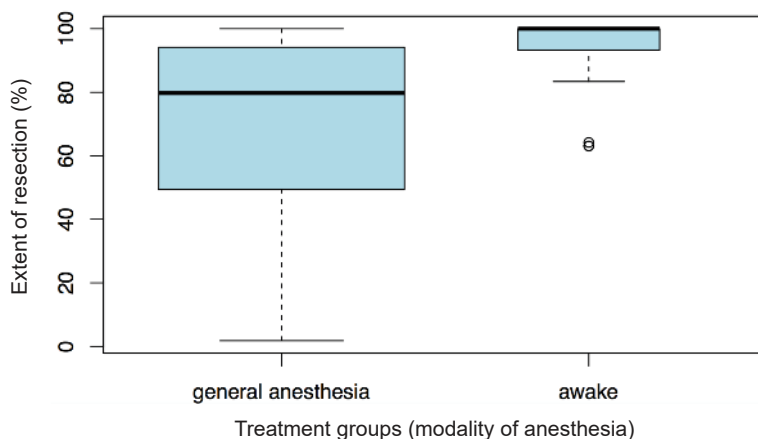 Extent of resection (%)
100
80
60
40
20
0
general anesthesia
awake
Treatment groups (modality of anesthesia)